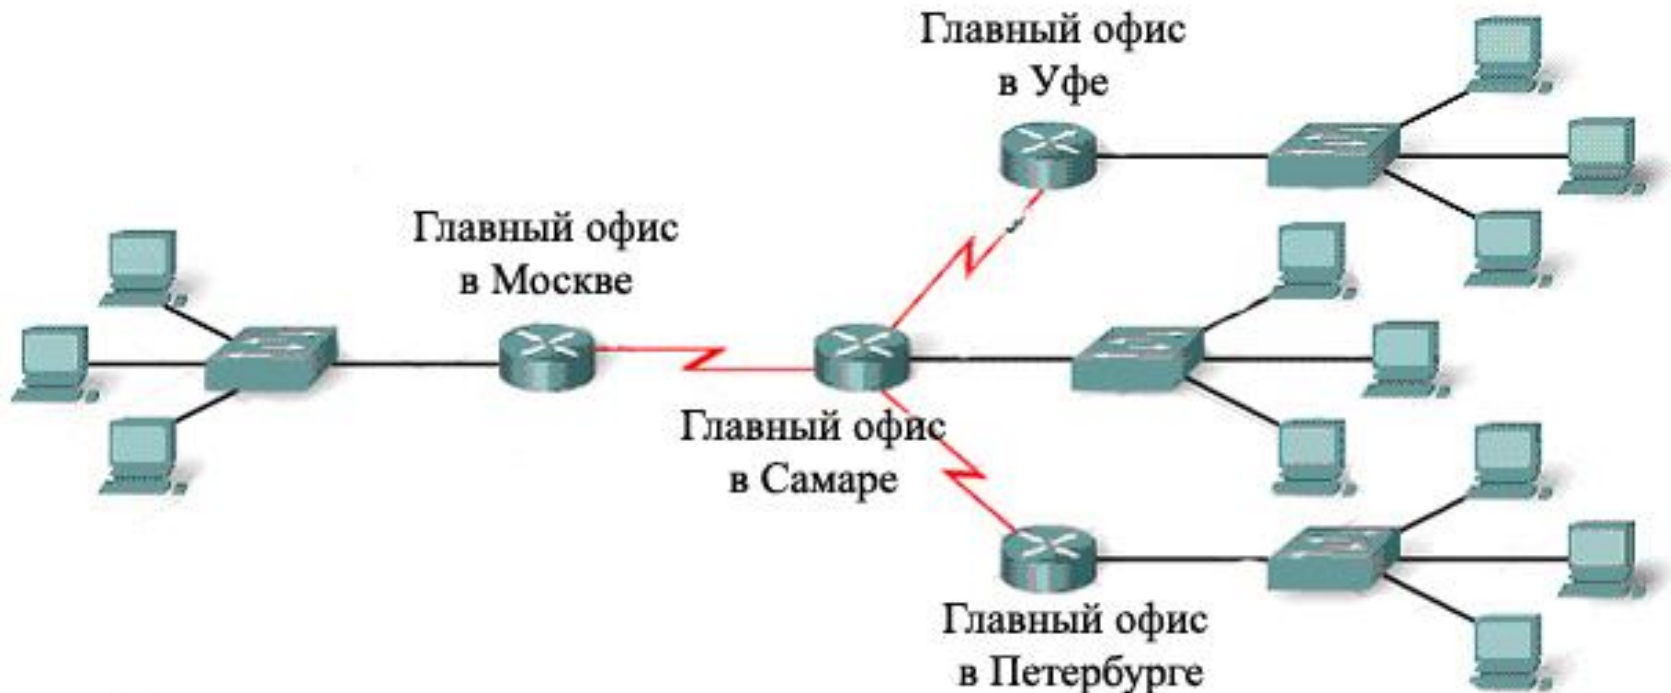 Главный офис
в Уфе
Главный офис
в Москве
Главный офис
в Самаре
Главный офис
в Петербурге